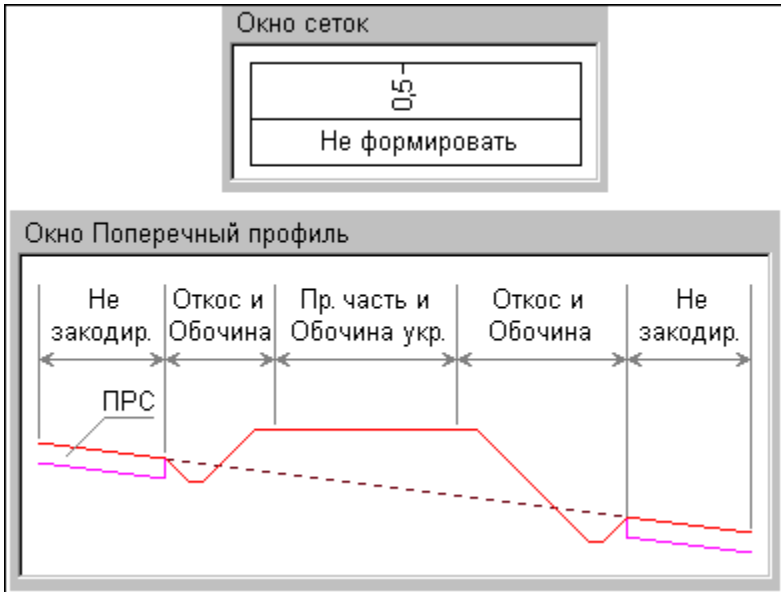 Окно сеток
0,5-
Не формировать
Окно Поперечный профиль
Не закодир.
Откос и Обочина
Пр. часть и Обочина укр.
Откос и Обочина
Не закодир.
ПРС